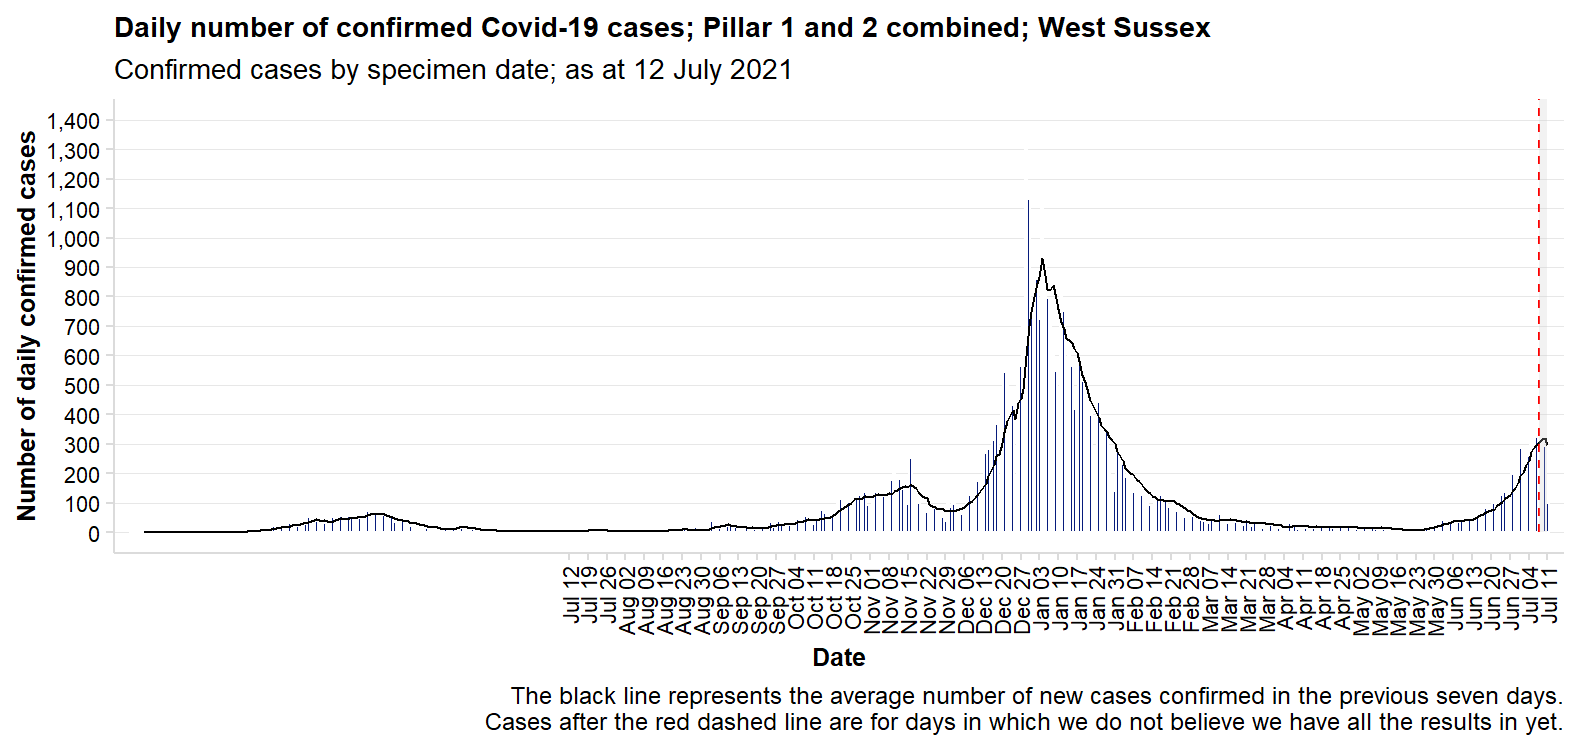 Daily number of confirmed Covid-19 cases; Pillar 1 and 2 combined; West Sussex
Confirmed cases by specimen date; as at 12 July 2021
Number of daily confirmed cases
1,400
1,300
1,200
1,100
1,000
900
800
700
600
500
400
300
200
100
0
Jul 12
Jul 19
Jul 26
Aug 02
Aug 09
Aug 16
Aug 23
Aug 30
Sep 06
Sep 13
Sep 20
Sep 27
Oct 04
Oct 11
Oct 18
Oct 25
Nov 01
Nov 08
Nov 15
Nov 22
Nov 29
Dec 06
Dec 13
Dec 20
Dec 27
Jan 03
Jan 10
Jan 17
Jan 24
Jan 31
Feb 07
Feb 14
Feb 21
Feb 28
Mar 07
Mar 14
Mar 21
Mar 28
Apr 04
Apr 11
Apr 18
Apr 25
May 02
May 09
May 16
May 23
May 30
Jun 06
Jun 13
Jun 20
Jun 27
Jul 04
Jul 11
Date
The black line represents the average number of new cases confirmed in the previous seven days.
Cases after the red dashed line are for days in which we do not believe we have all the results in yet.